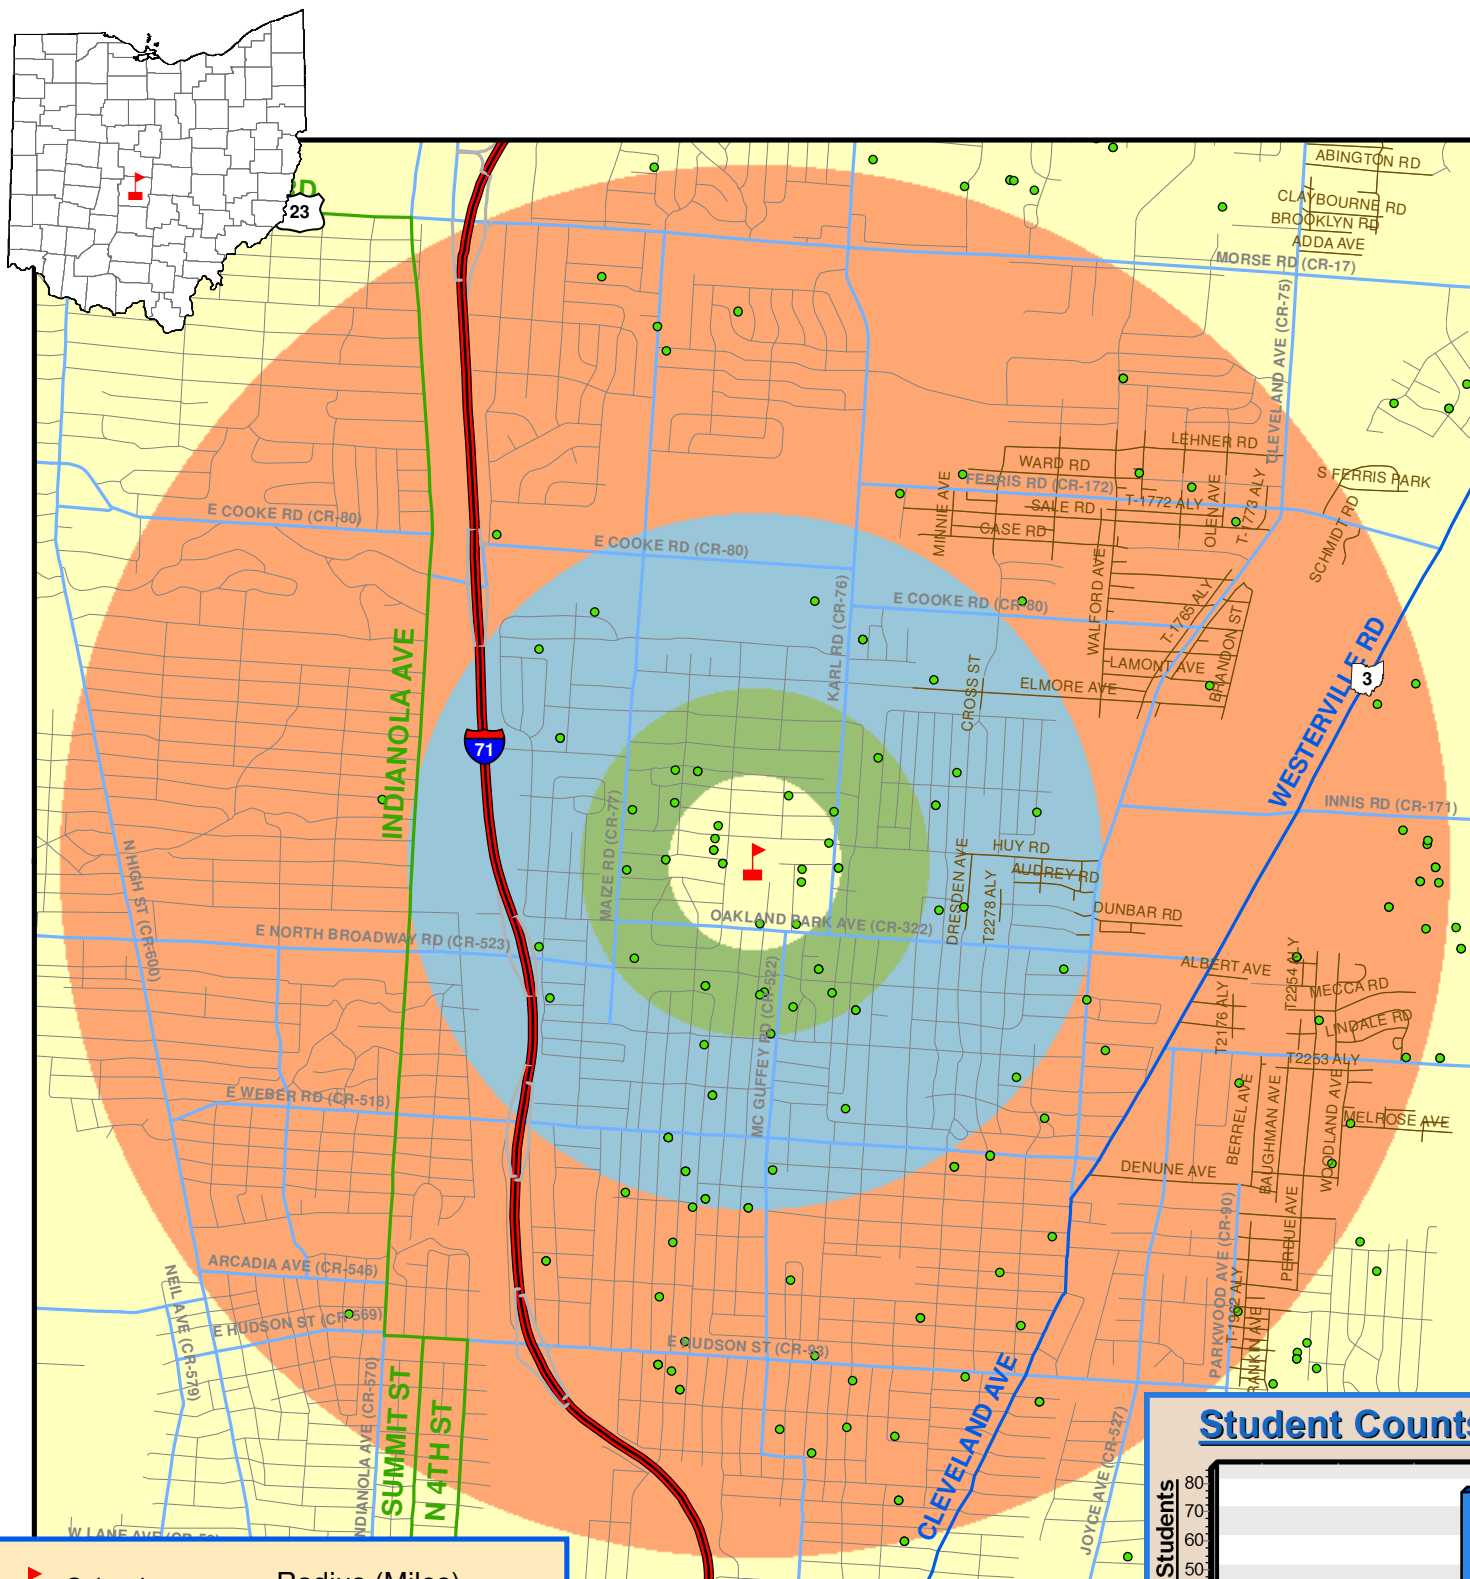 ABINGTON RD
CLAYBOURNE RD
BROOKLYN RD
ADDA AVE
MORSE RD (CR-17)
23
CLEVELAND AVE (CR-75)
LEHNER RD
WARD RD
S FERRIS PARK
FERRIS RD (CR-172)
T-1772 ALY
OLEN AVE
T-1773 ALY
SALE RD
MINNIE AVE
CASE RD
SCHMIDT RD
E COOKE RD (CR-80)
E COOKE RD (CR-80)
E COOKE RD (CR-80)
KARL RD (CR-76)
WALFORD AVE
T-1765 ALY
BRANDON ST
LAMONT AVE
ELMORE AVE
CROSS ST
WESTERVILLE RD
3
INDIANOLA AVE
71
INNIS RD (CR-171)
MAIZE RD (CR-77)
HUY RD
AUDREY RD
DRESDEN AVE
T2278 ALY
DUNBAR RD
OAKLAND PARK AVE (CR-322)
N HIGH ST (CR-600)
E NORTH BROADWAY RD (CR-523)
ALBERT AVE
T2254 ALY
MECCA RD
T2176 ALY
LINDALE RD
T2253 ALY
MC GUFFEY RD (CR-522)
E WEBER RD (CR-518)
BERREL AVE
BAUGHMAN AVE
WOODLAND AVE
MELROSE AVE
DENUNE AVE
PERDUE AVE
PARKWOOD AVE (CR-90)
ARCADIA AVE (CR-546)
NEIL AVE (CR-579)
E HUDSON ST (CR-569)
E HUDSON ST (CR-93)
SUMMIT ST
N 4TH ST
CLEVELAND AVE
JOYCE AVE (CR-527)
Student Counts
Students
80
70
60
50
Radius (Miles)